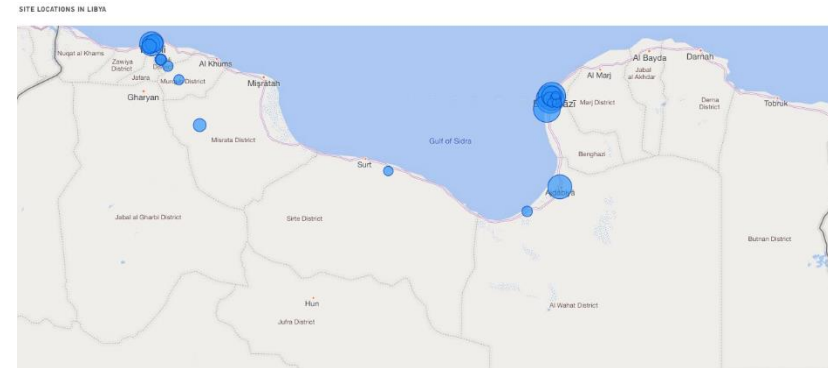 SITE LOCATIONS IN LIBYA
Nuqat al Khams
Zawiya
District
Jafara
Al Khums
District
Gharyan
Mişrātah
Misrata District
Gulf of Sidra
Surt
Jabal al Gharbi District
Sirte District
Hun
Jufra District
Al Bayda
Darnah
Jabal
al Akhdar
Al Marj
Marj District
Derna
District
Tobruk
Benghazi
Butnan District
Al Wahat District